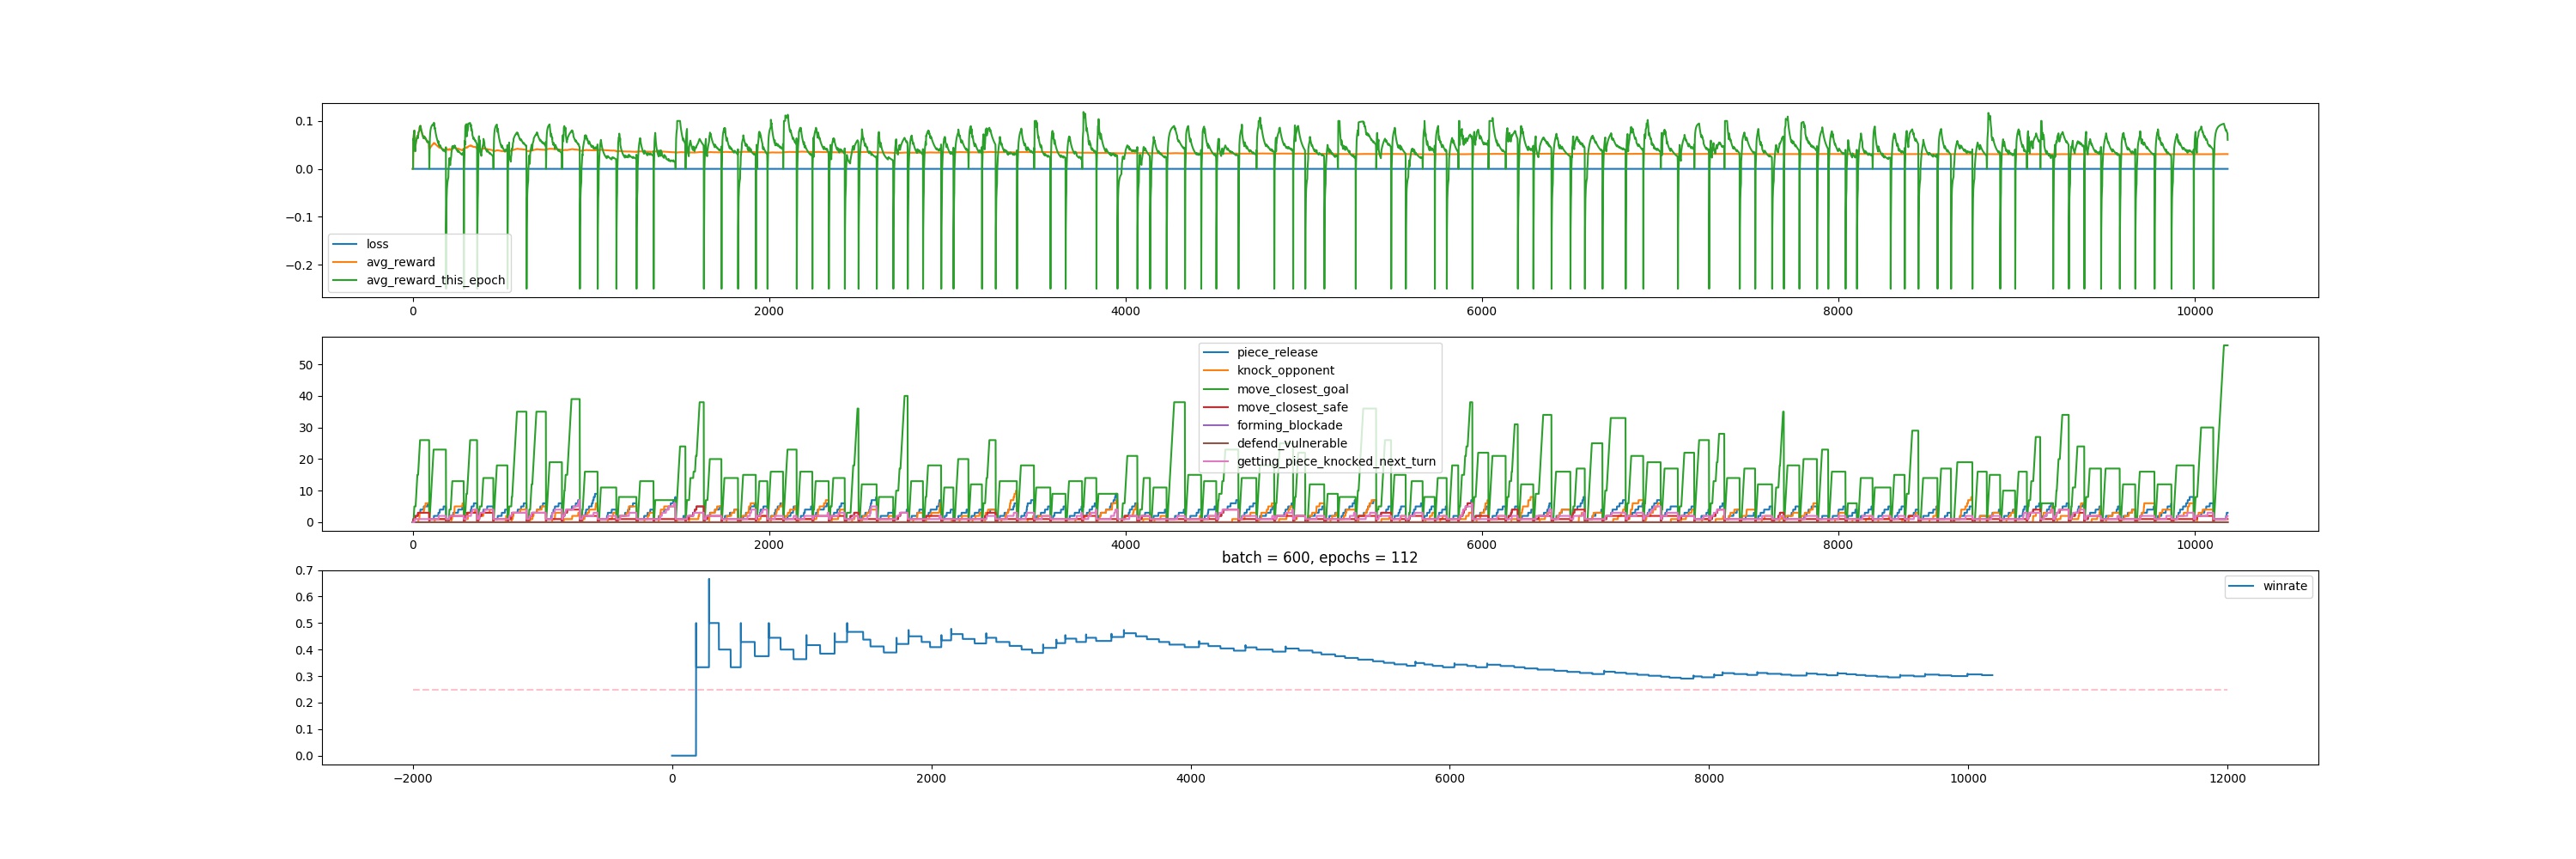 0.1
0.0
−0.1
−0.2
loss
avg_reward
avg_reward_this_epoch
0 2000 4000 6000 8000 10000
50
40
30
20
10
0
piece_release
knock_opponent
move_closest_goal
move_closest_safe
forming_blockade
defend_vulnerable
getting_piece_knocked_next_turn
0 2000 4000 6000 8000 10000
batch = 600, epochs = 112
0.7
0.6
0.5
0.4
0.3
0.2
0.1
0.0
winrate
−2000 0 2000 4000 6000 8000 10000 12000